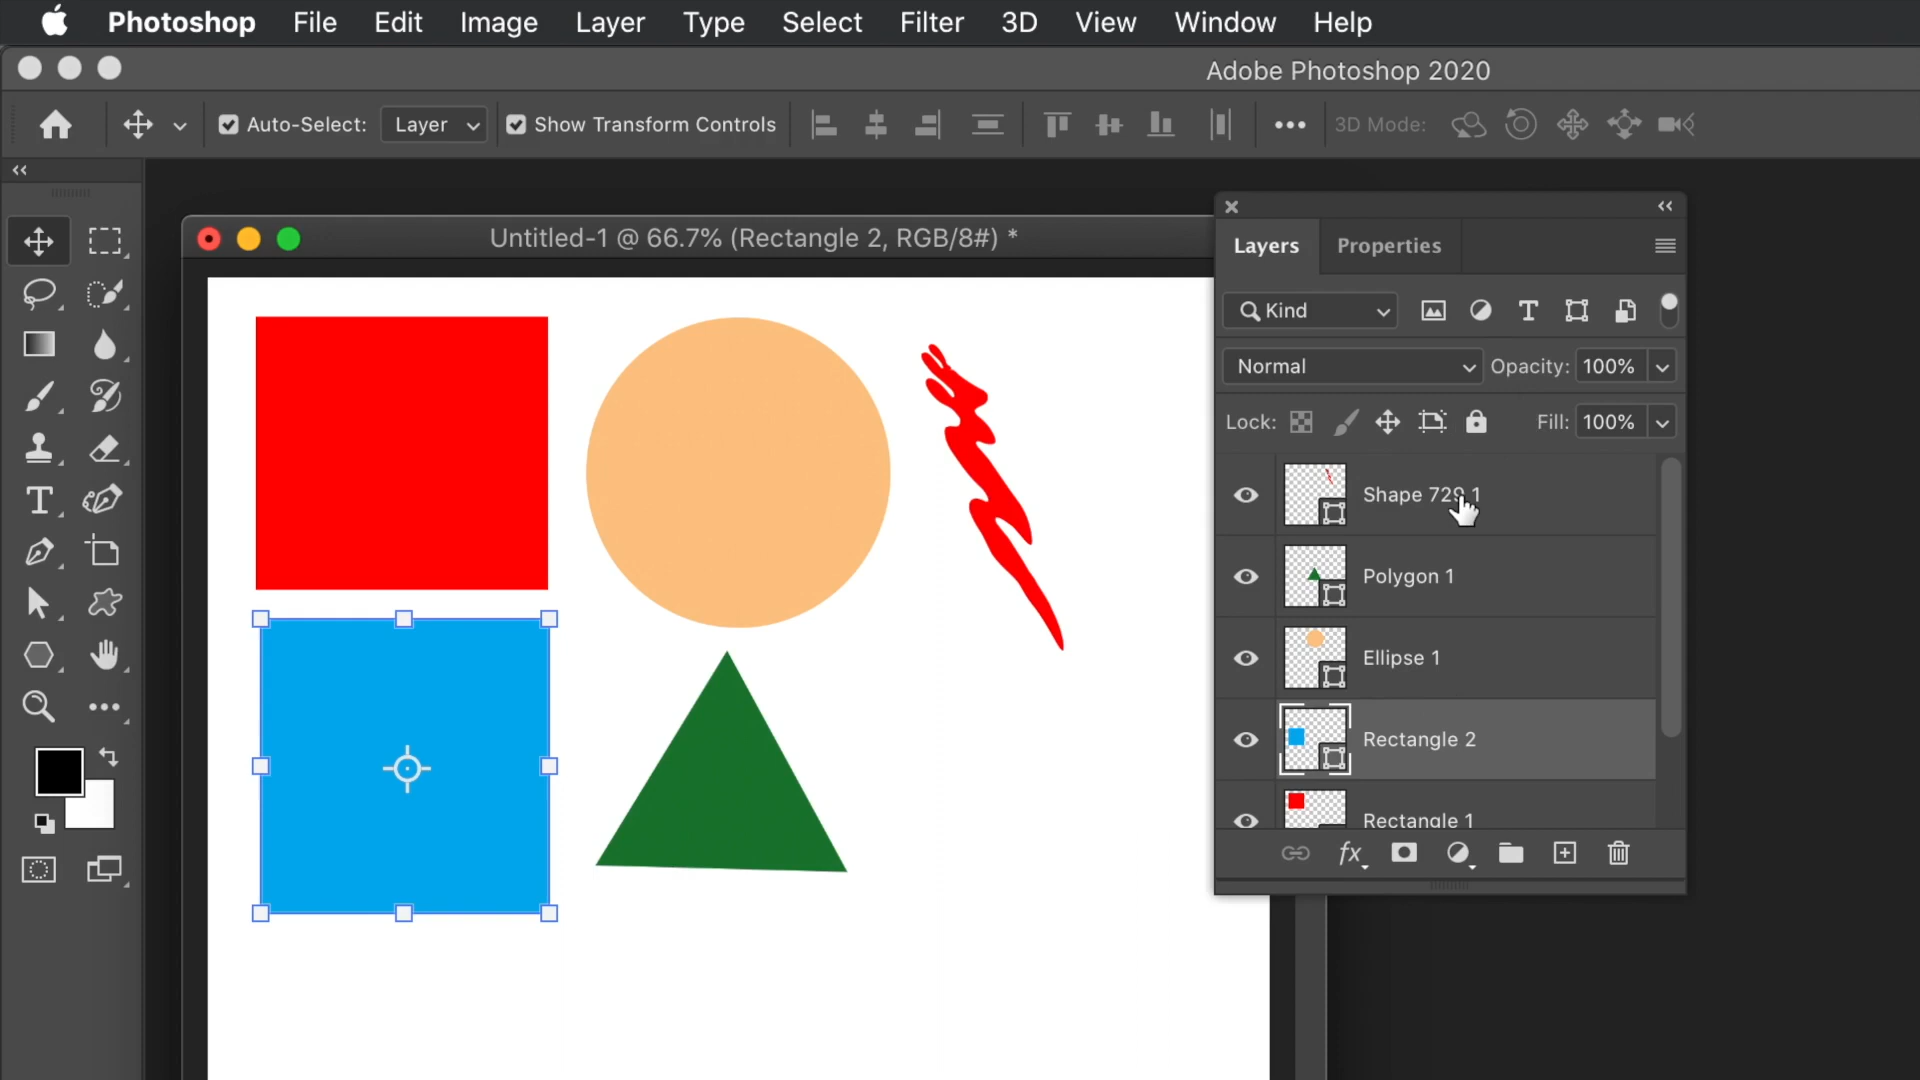 Photoshop File Edit Image Layer Type Select Filter 3D View Window Help
Adobe Photoshop 2020
Auto-Select: Layer Show Transform Controls 3D Mode:
Untitled-1 @ 66.7% (Rectangle 2, RGB/8#) *
Layers Properties
Kind
Normal Opacity: 100%
Lock: Fill: 100%
Shape 729 1
Polygon 1
Ellipse 1
Rectangle 2
Rectangle 1
fx